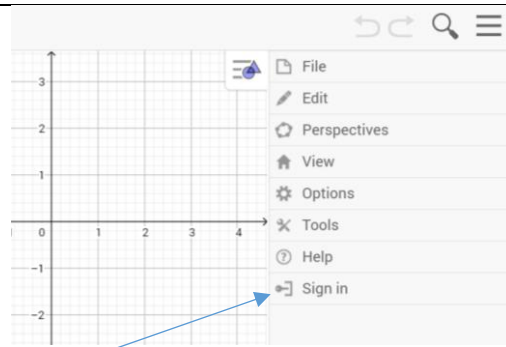 File
3
Edit
2
Perspectives
View
1
Options
Tools
0 1 2 3 4
Help
-1
Sign in
-2